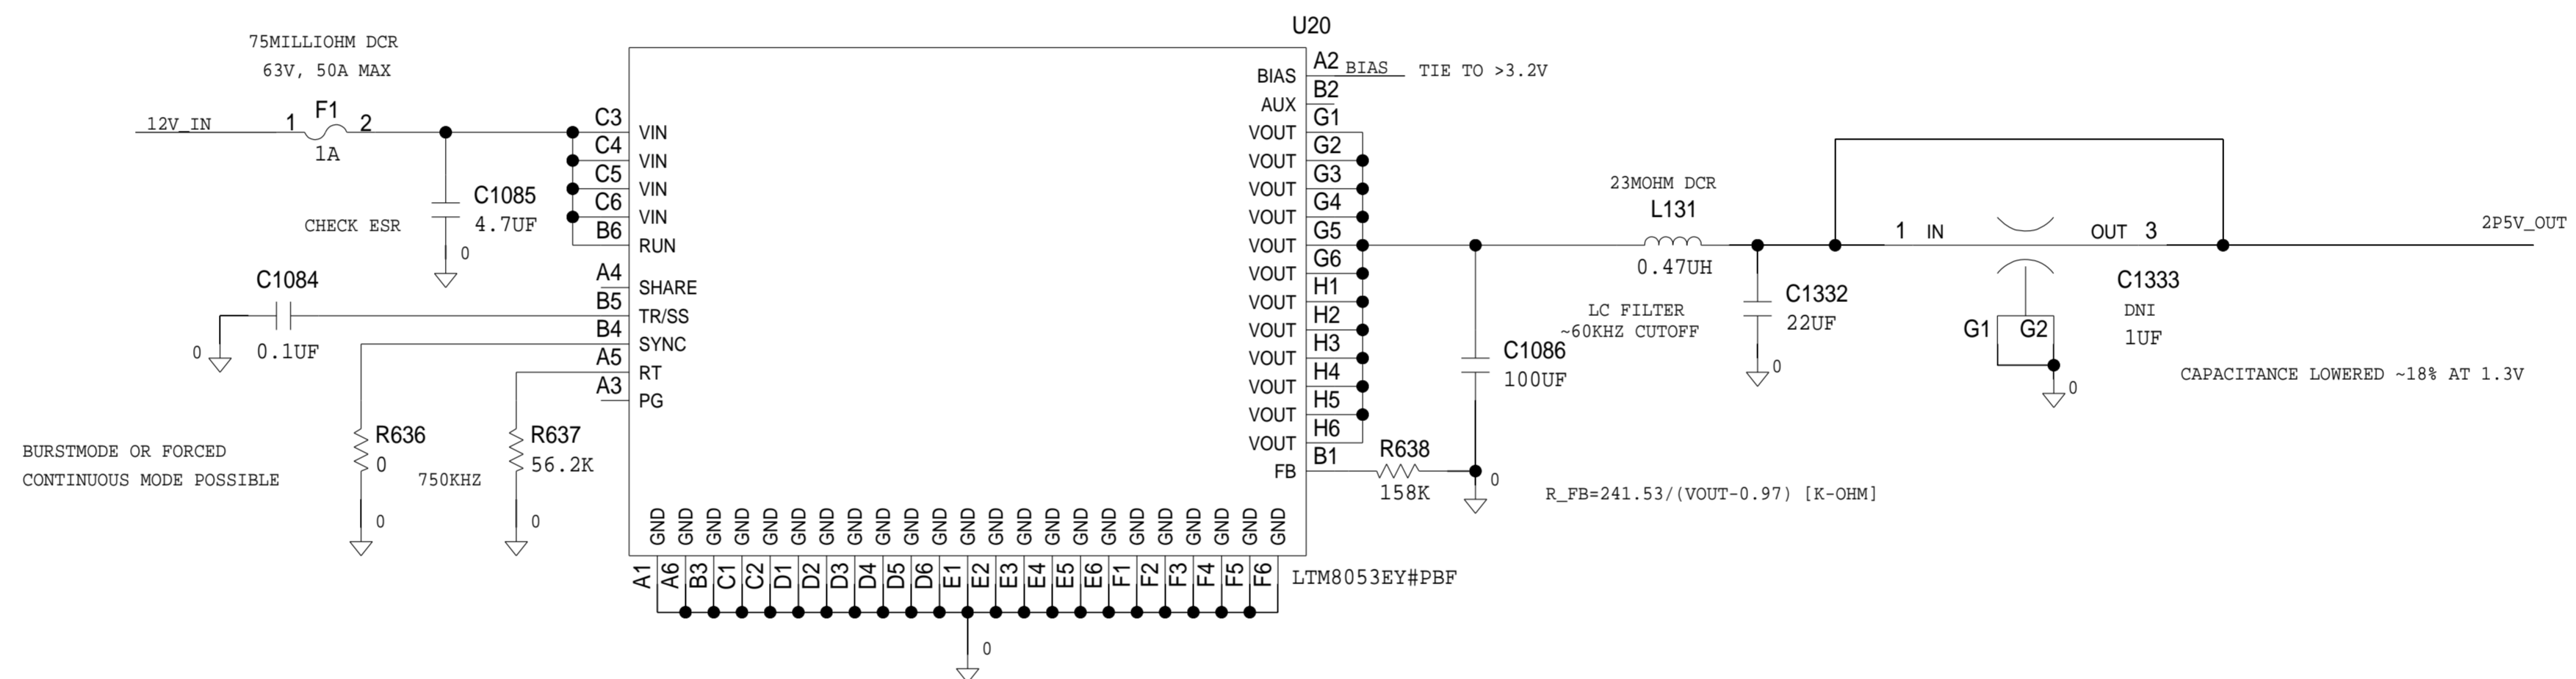 U20
75MILLIOHM DCR
63V, 50A MAX
F1
12V_IN
1
2
1A
C1085
4.7UF
CHECK ESR
0
C1084
0.1UF
0
BURSTMODE OR FORCED
CONTINUOUS MODE POSSIBLE
R636
0
0
750KHZ
R637
56.2K
0
C3
VIN
C4
VIN
C5
VIN
C6
VIN
B6
RUN
A4
SHARE
B5
TR/SS
B4
SYNC
A5
RT
A3
PG
A2
BIAS
BIAS
TIE TO >3.2V
B2
AUX
G1
VOUT
G2
VOUT
G3
VOUT
G4
VOUT
G5
VOUT
G6
VOUT
H1
VOUT
H2
VOUT
H3
VOUT
H4
VOUT
H5
VOUT
H6
VOUT
B1
FB
GND GND GND GND GND GND GND GND GND GND GND GND GND GND GND GND GND GND GND GND GND GND GND
A1 A6 B3 C1 C2 D1 D2 D3 D4 D5 D6 E1 E2 E3 E4 E5 E6 F1 F2 F3 F4 F5 F6
LTM8053EY#PBF
0
R638
158K
0
R_FB=241.53/(VOUT-0.97) [K-OHM]
C1086
100UF
23MOHM DCR
L131
0.47UH
LC FILTER
~60KHZ CUTOFF
C1332
22UF
0
1 IN
OUT 3
C1333
DNI
1UF
G1 G2
0
CAPACITANCE LOWERED ~18% AT 1.3V
2P5V_OUT